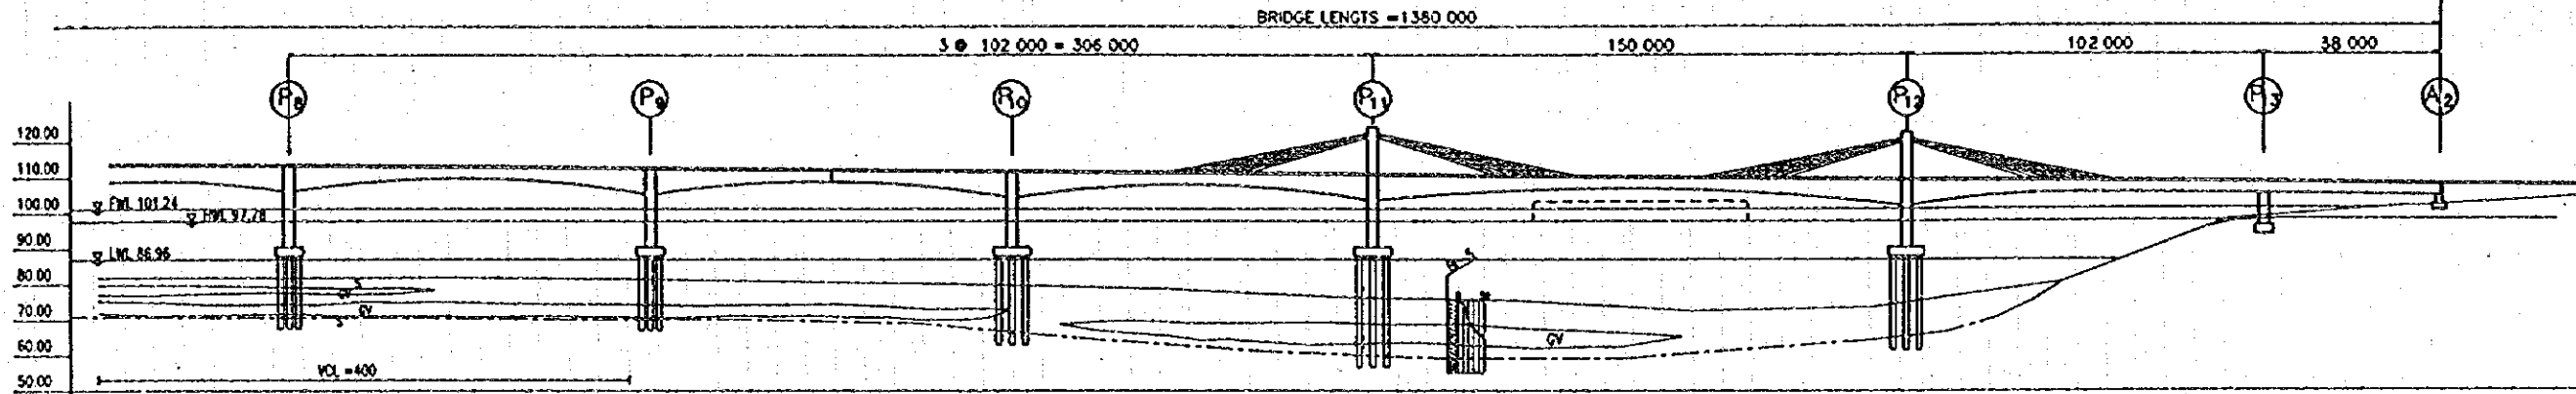 BRIDGE LENGTS =1380 000
3 @ 102 000 = 306 000
150 000
102 000
38 000
P8
P9
P10
P11
P12
P13
A2
120.00
110.00
100.00
FWL 101.24
HWL 97.78
90.00
LWL 86.96
80.00
S
GV
GV
70.00
S
GV
60.00
VCL =400
50.00